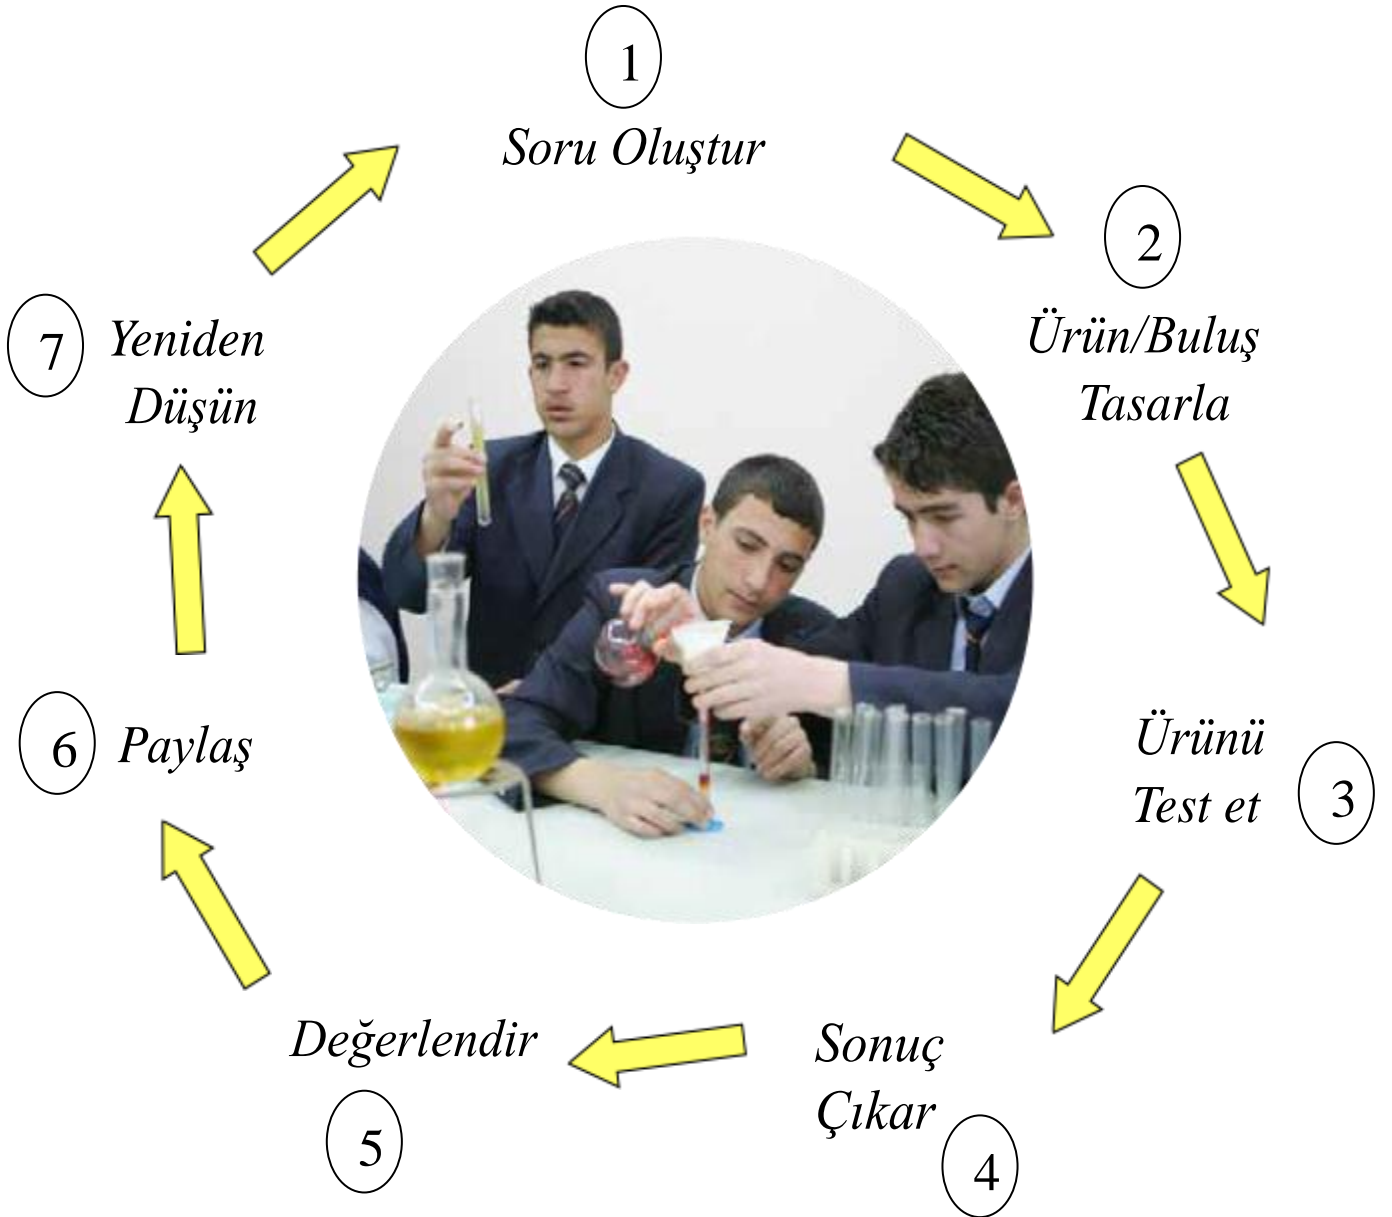 1
Soru Oluştur
2
Ürün/Buluş
Tasarla
Ürünü
Test et
3
Sonuç
Çıkar
4
Değerlendir
5
6
Paylaş
7
Yeniden
Düşün